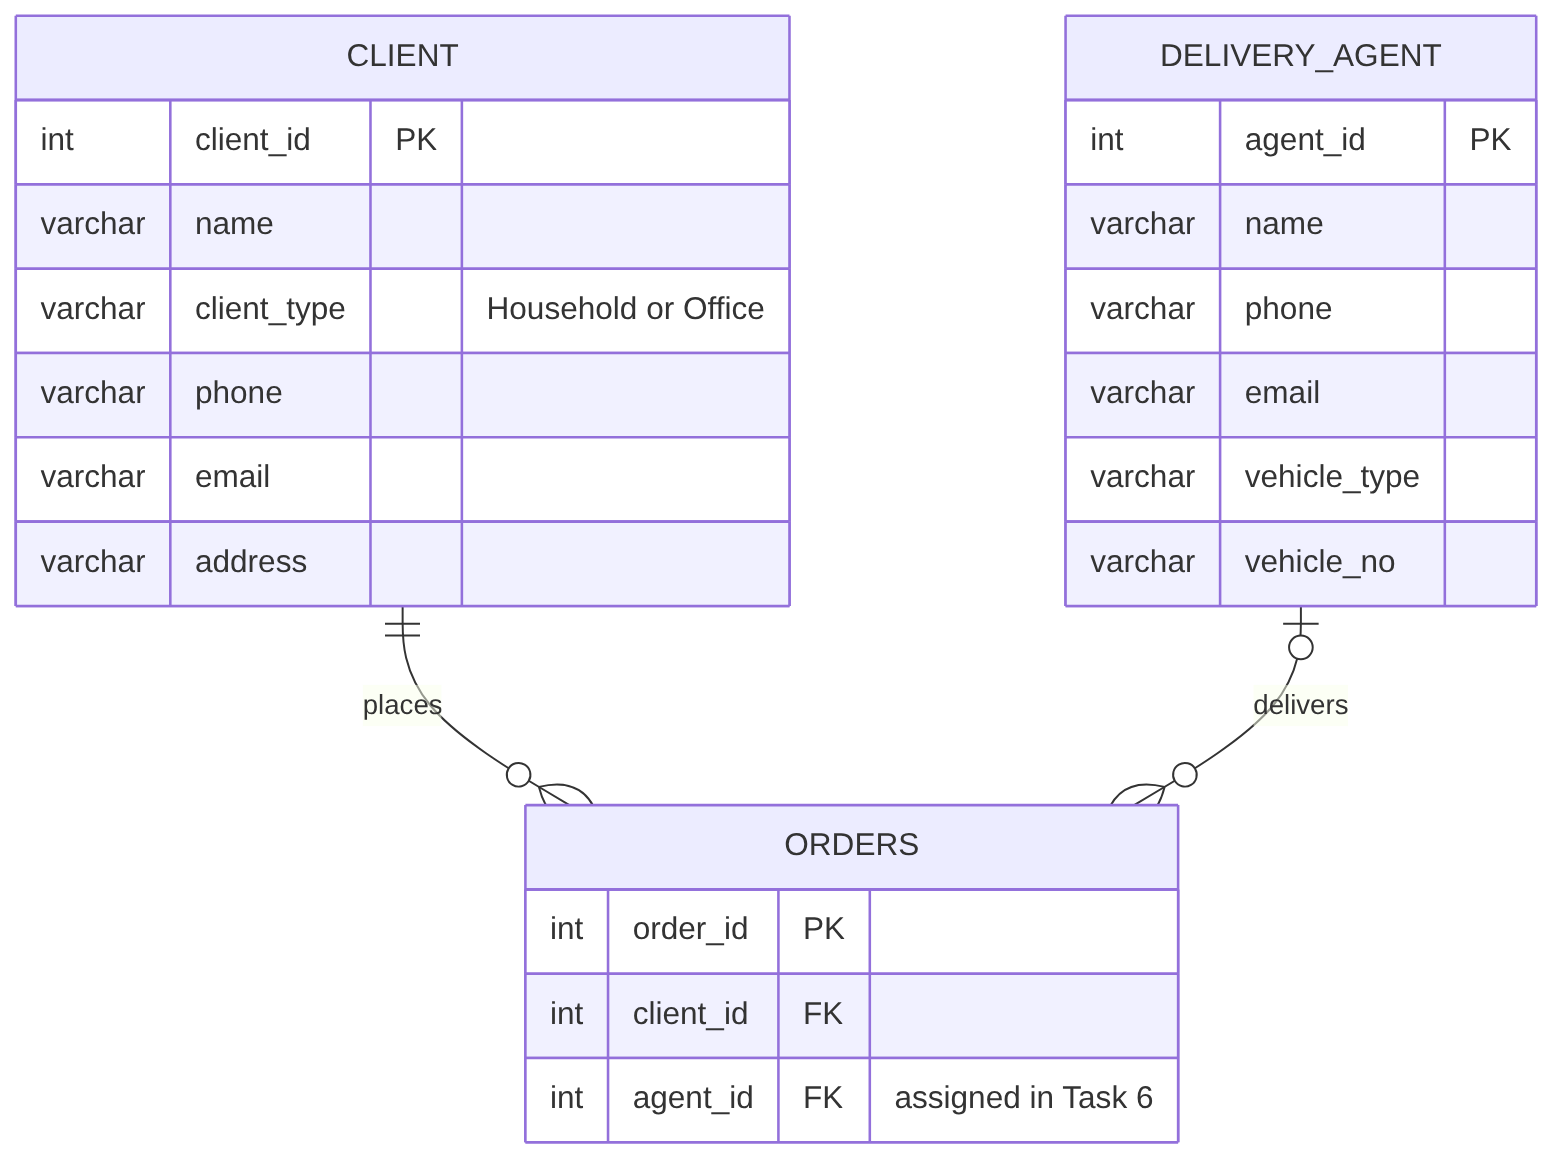 CLIENT
int client_id PK
varchar name
varchar client_type Household or Office
varchar phone
varchar email
varchar address
DELIVERY_AGENT
int agent_id PK
varchar name
varchar phone
varchar email
varchar vehicle_type
varchar vehicle_no
places
delivers
ORDERS
int order_id PK
int client_id FK
int agent_id FK assigned in Task 6